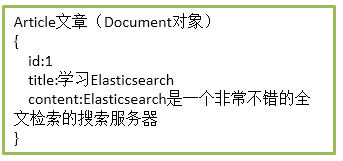 Article文章（Document对象）
{
id:1
title:学习Elasticsearch
content:Elasticsearch是一个非常不错的全
文检索的搜索服务器
}